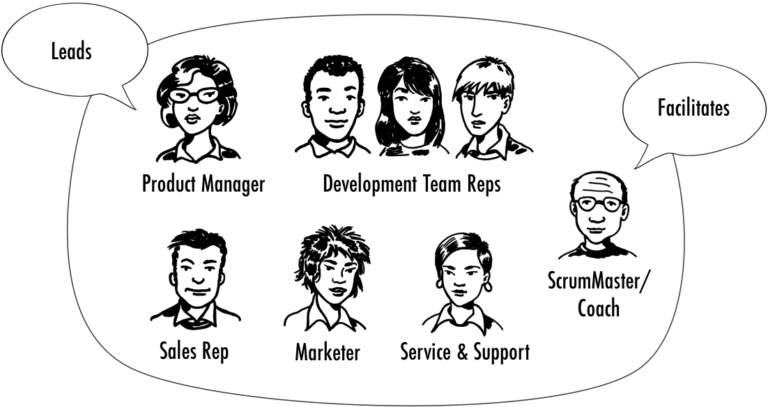 Leads
Facilitates
Product Manager
Development Team Reps
ScrumMaster/
Coach
Sales Rep
Marketer
Service & Support